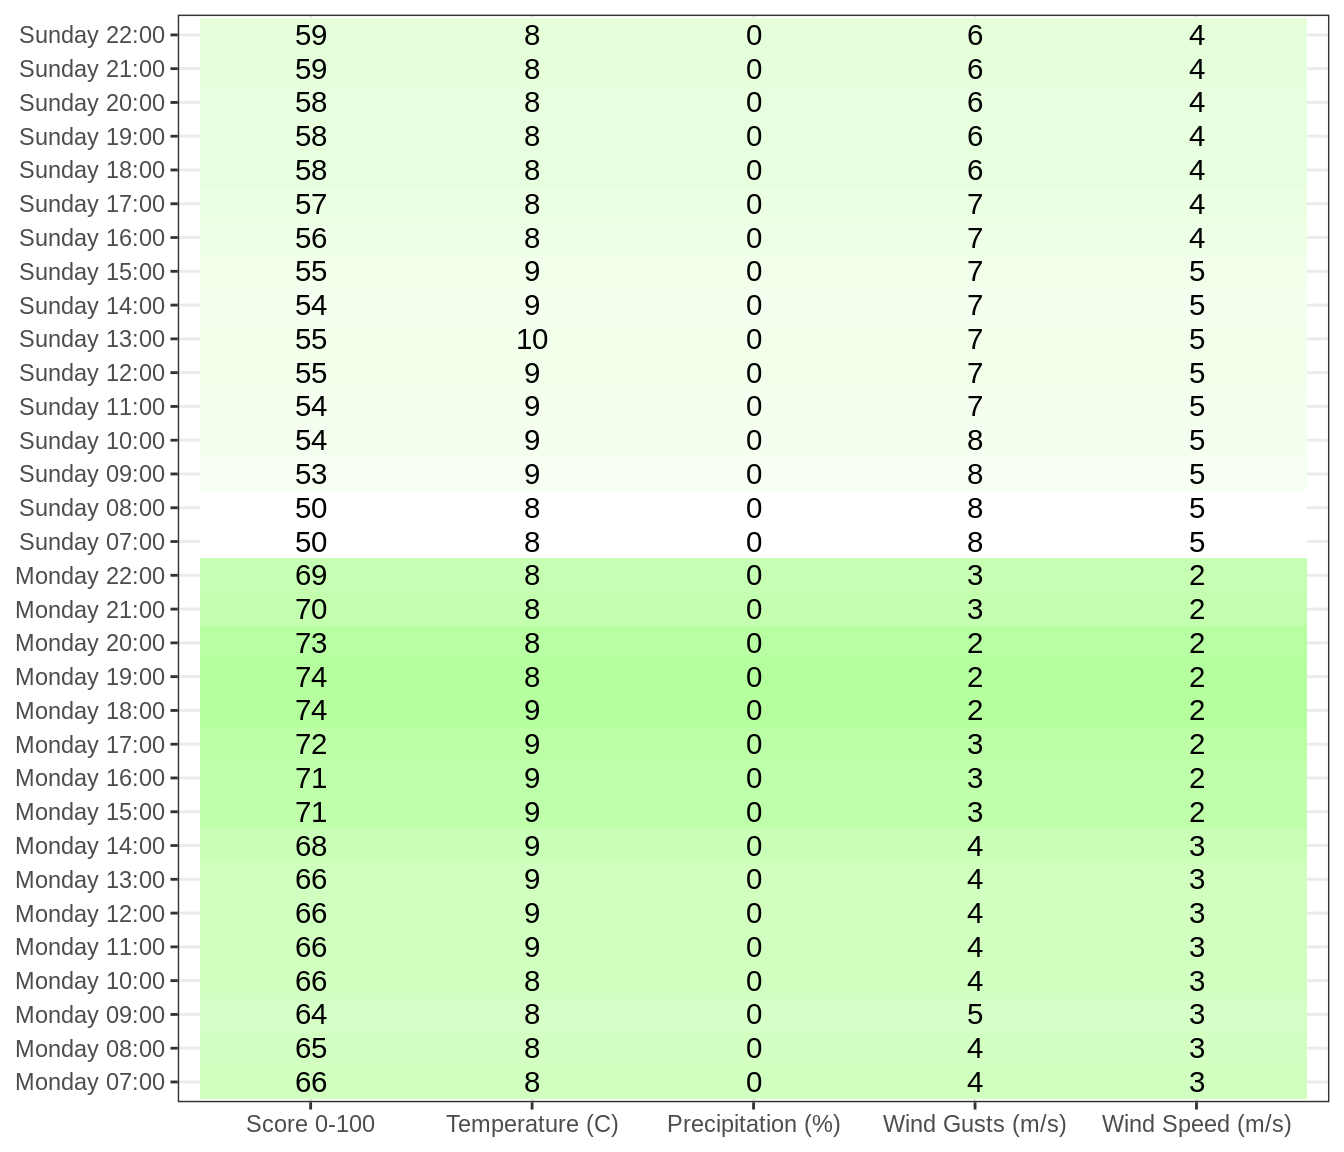 Sunday 22:00 59 8 0 6 4
Sunday 21:00 59 8 0 6 4
Sunday 20:00 58 8 0 6 4
Sunday 19:00 58 8 0 6 4
Sunday 18:00 58 8 0 6 4
Sunday 17:00 57 8 0 7 4
Sunday 16:00 56 8 0 7 4
Sunday 15:00 55 9 0 7 5
Sunday 14:00 54 9 0 7 5
Sunday 13:00 55 10 0 7 5
Sunday 12:00 55 9 0 7 5
Sunday 11:00 54 9 0 7 5
Sunday 10:00 54 9 0 8 5
Sunday 09:00 53 9 0 8 5
Sunday 08:00 50 8 0 8 5
Sunday 07:00 50 8 0 8 5
Monday 22:00 69 8 0 3 2
Monday 21:00 70 8 0 3 2
Monday 20:00 73 8 0 2 2
Monday 19:00 74 8 0 2 2
Monday 18:00 74 9 0 2 2
Monday 17:00 72 9 0 3 2
Monday 16:00 71 9 0 3 2
Monday 15:00 71 9 0 3 2
Monday 14:00 68 9 0 4 3
Monday 13:00 66 9 0 4 3
Monday 12:00 66 9 0 4 3
Monday 11:00 66 9 0 4 3
Monday 10:00 66 8 0 4 3
Monday 09:00 64 8 0 5 3
Monday 08:00 65 8 0 4 3
Monday 07:00 66 8 0 4 3
Score 0-100 Temperature (C) Precipitation (%) Wind Gusts (m/s) Wind Speed (m/s)